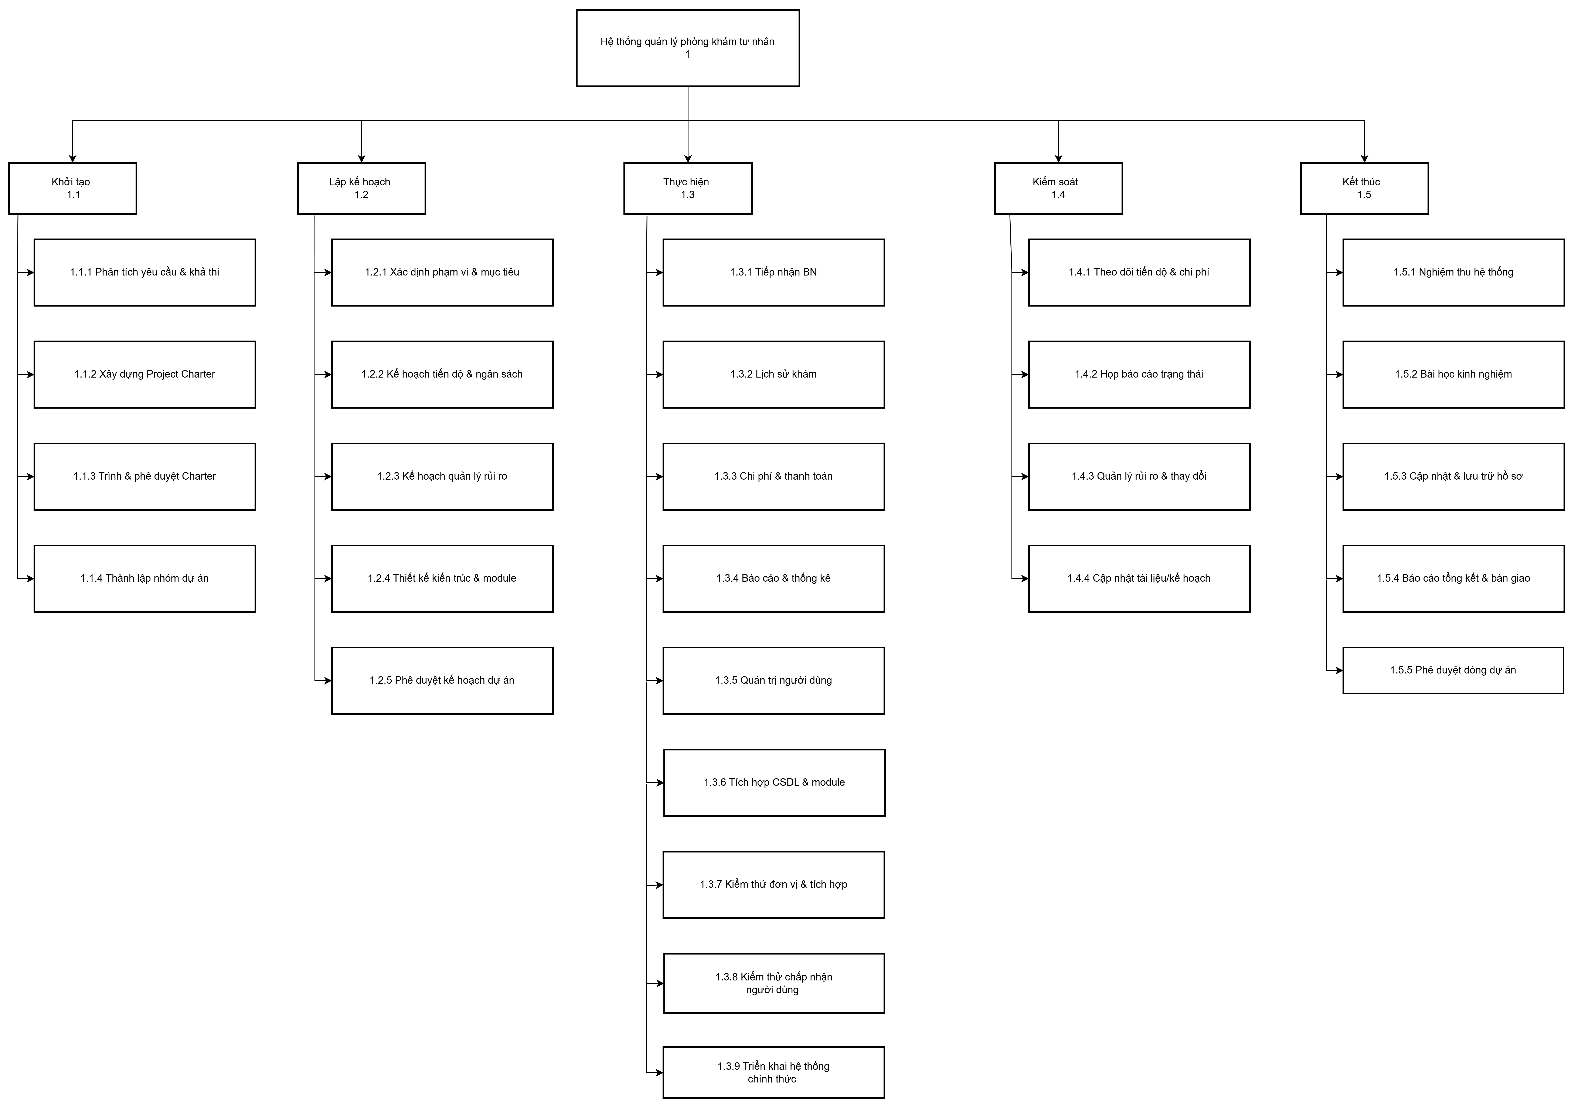 Hệ thống quản lý phòng khám tư nhân
1
Khởi tạo
1.1
Lập kế hoạch
1.2
Thực hiện
1.3
Kiểm soát
1.4
Kết thúc
1.5
1.1.1 Phân tích yêu cầu & khả thi
1.1.2 Xây dựng Project Charter
1.1.3 Trình & phê duyệt Charter
1.1.4 Thành lập nhóm dự án
1.2.1 Xác định phạm vi & mục tiêu
1.2.2 Kế hoạch tiến độ & ngân sách
1.2.3 Kế hoạch quản lý rủi ro
1.2.4 Thiết kế kiến trúc & module
1.2.5 Phê duyệt kế hoạch dự án
1.3.1 Tiếp nhận BN
1.3.2 Lịch sử khám
1.3.3 Chi phí & thanh toán
1.3.4 Báo cáo & thống kê
1.3.5 Quản trị người dùng
1.3.6 Tích hợp CSDL & module
1.3.7 Kiểm thử đơn vị & tích hợp
1.3.8 Kiểm thử chấp nhận
người dùng
1.3.9 Triển khai hệ thống
chính thức
1.4.1 Theo dõi tiến độ & chi phí
1.4.2 Họp báo cáo trạng thái
1.4.3 Quản lý rủi ro & thay đổi
1.4.4 Cập nhật tài liệu/kế hoạch
1.5.1 Nghiệm thu hệ thống
1.5.2 Bài học kinh nghiệm
1.5.3 Cập nhật & lưu trữ hồ sơ
1.5.4 Báo cáo tổng kết & bàn giao
1.5.5 Phê duyệt đóng dự án